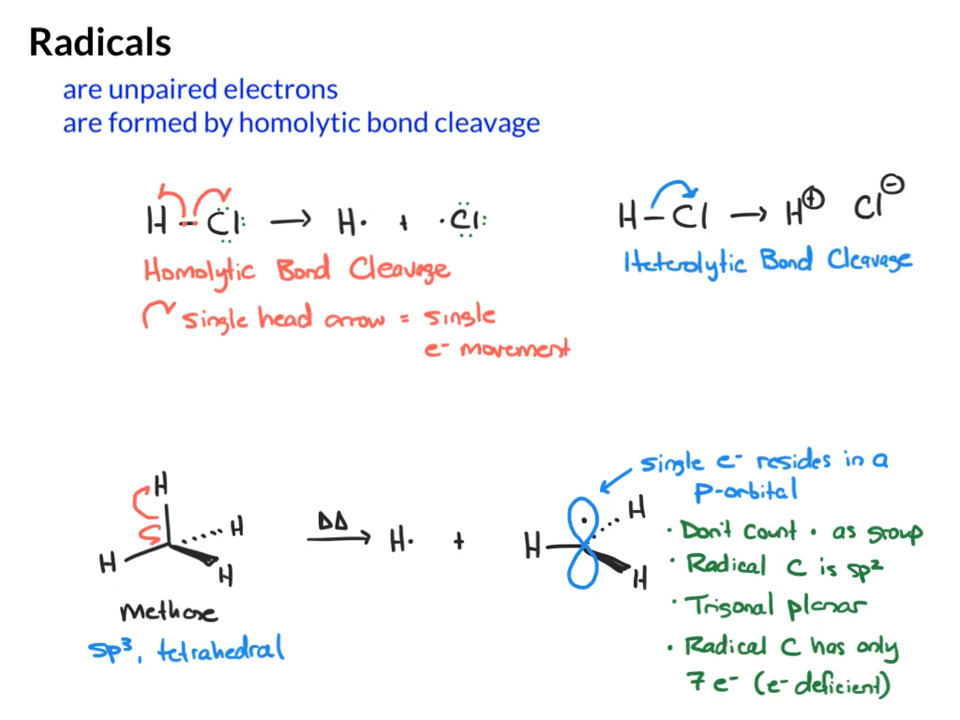 Radicals
are unpaired electrons
are formed by homolytic bond cleavage
H–Cl: → H· + ·Cl:
H–Cl → H⊕ Cl⊖
Homolytic Bond Cleavage
Heterolytic Bond Cleavage
single head arrow = single
e⁻ movement
single e⁻ resides in a
P-orbital
H
H
H
H
ΔΔ
→ H· + H
H
H
Methane
sp³, tetrahedral
· Don't count · as group
· Radical C is sp²
· Trigonal planar
· Radical C has only
7 e⁻ (e⁻ deficient)